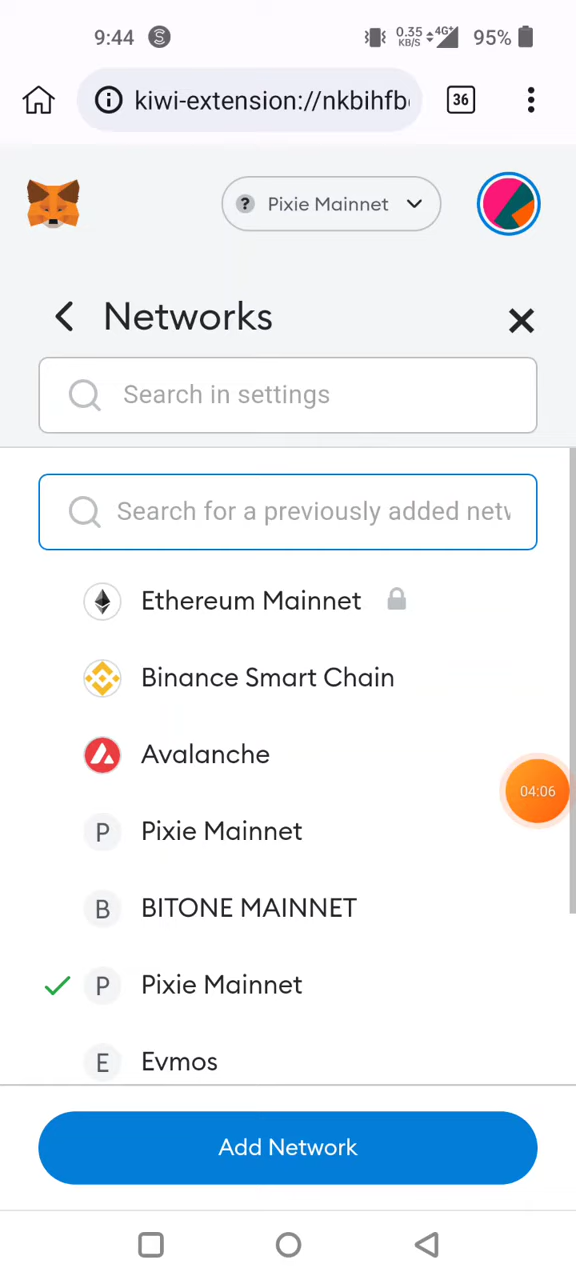 9:44 S 0.35 KB/S 4G+ 95%
kiwi-extension://nkbihfb 36
? Pixie Mainnet
Networks
Search in settings
Search for a previously added netw
Ethereum Mainnet
Binance Smart Chain
Avalanche
04:06
P Pixie Mainnet
B BITONE MAINNET
P Pixie Mainnet
E Evmos
Add Network